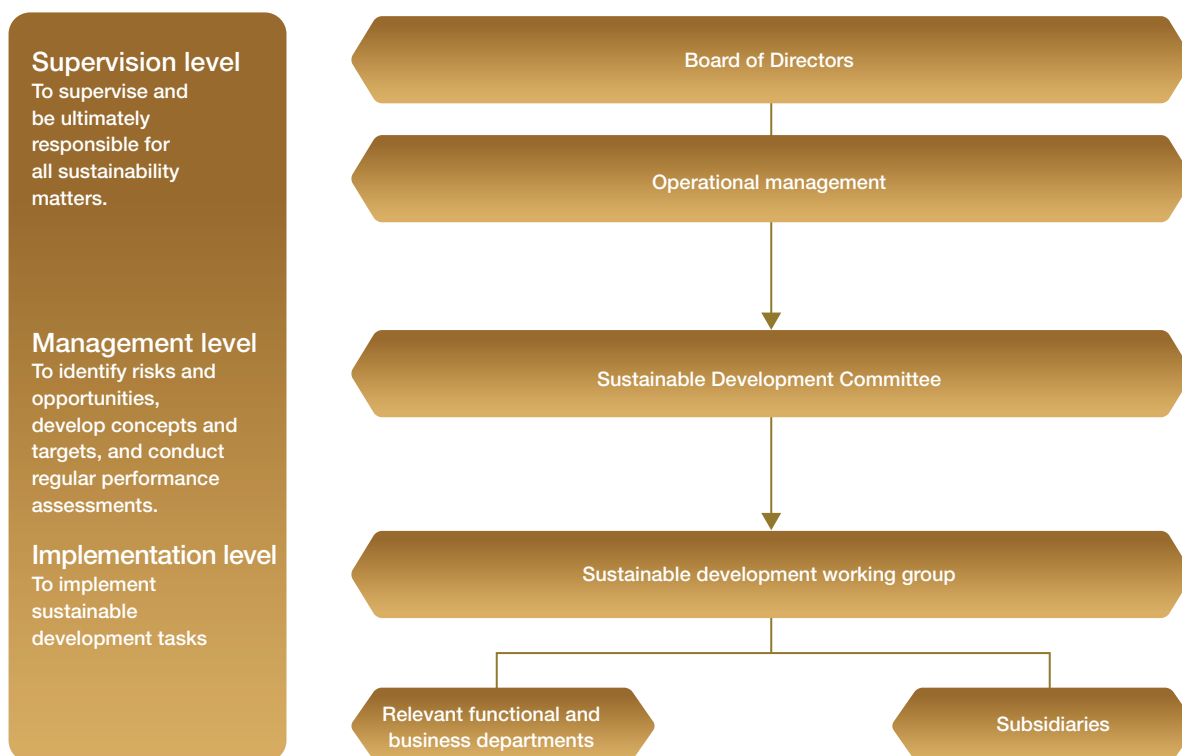 Supervision level
To supervise and
be ultimately
responsible for
all sustainability
matters.
Management level
To identify risks and
opportunities,
develop concepts and
targets, and conduct
regular performance
assessments.
Implementation level
To implement
sustainable
development tasks
Board of Directors
Operational management
Sustainable Development Committee
Sustainable development working group
Relevant functional and
business departments
Subsidiaries